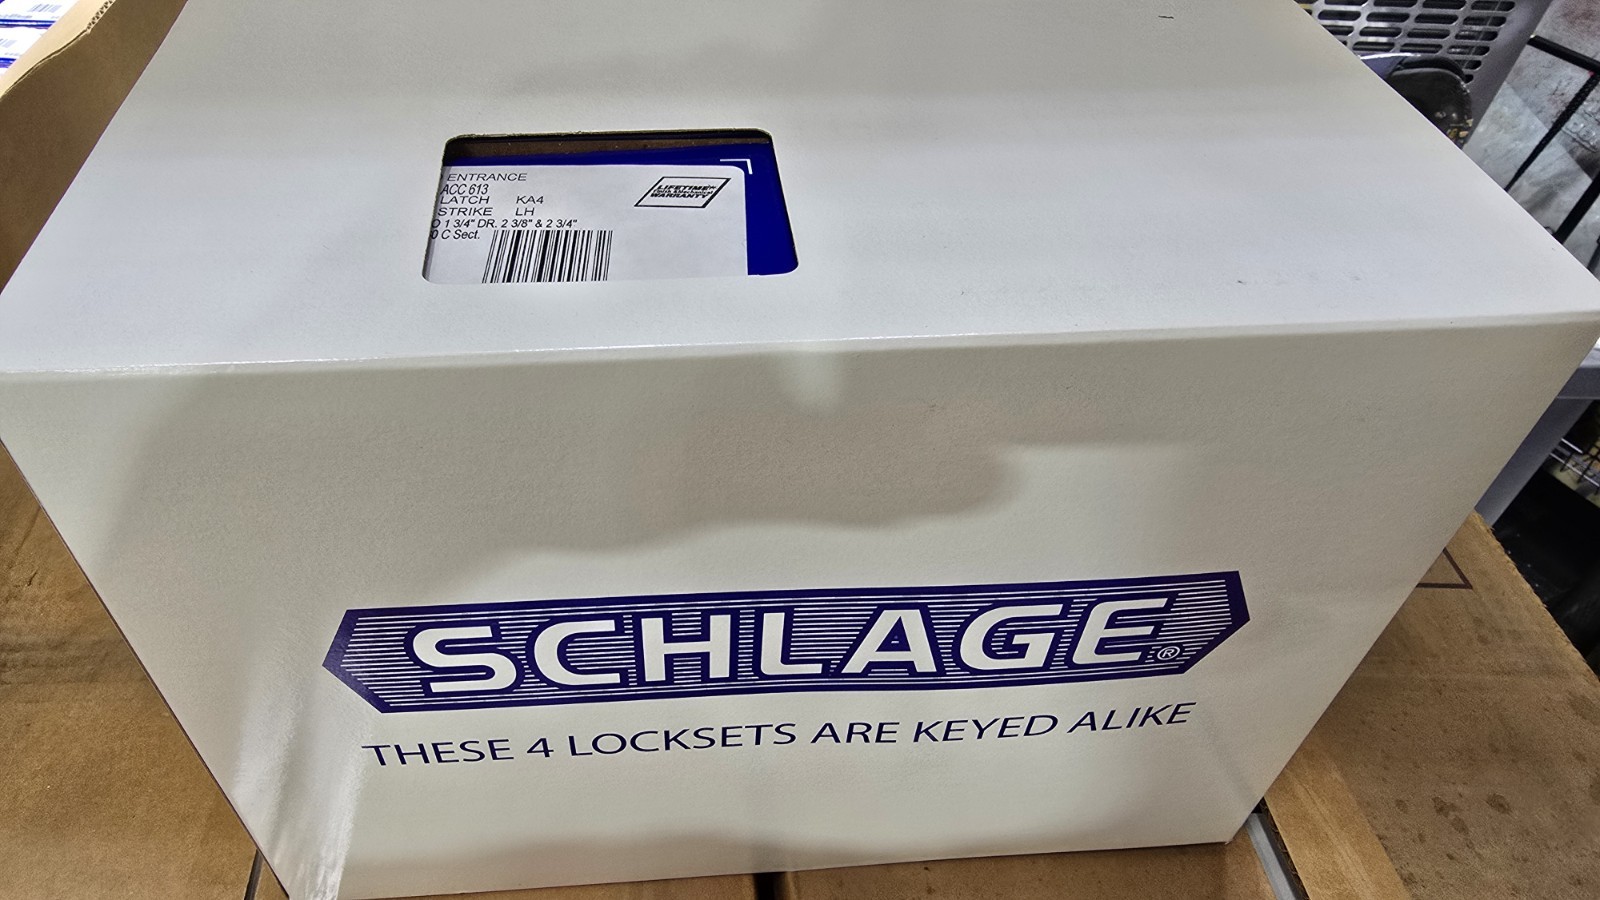 ENTRANCE
ACC 613
LATCH KA4
STRIKE LH
1 3/4" DR. 2 3/8" & 2 3/4"
C Sect.
LIFETIME
WARRANTY
SCHLAGE®
THESE 4 LOCKSETS ARE KEYED ALIKE